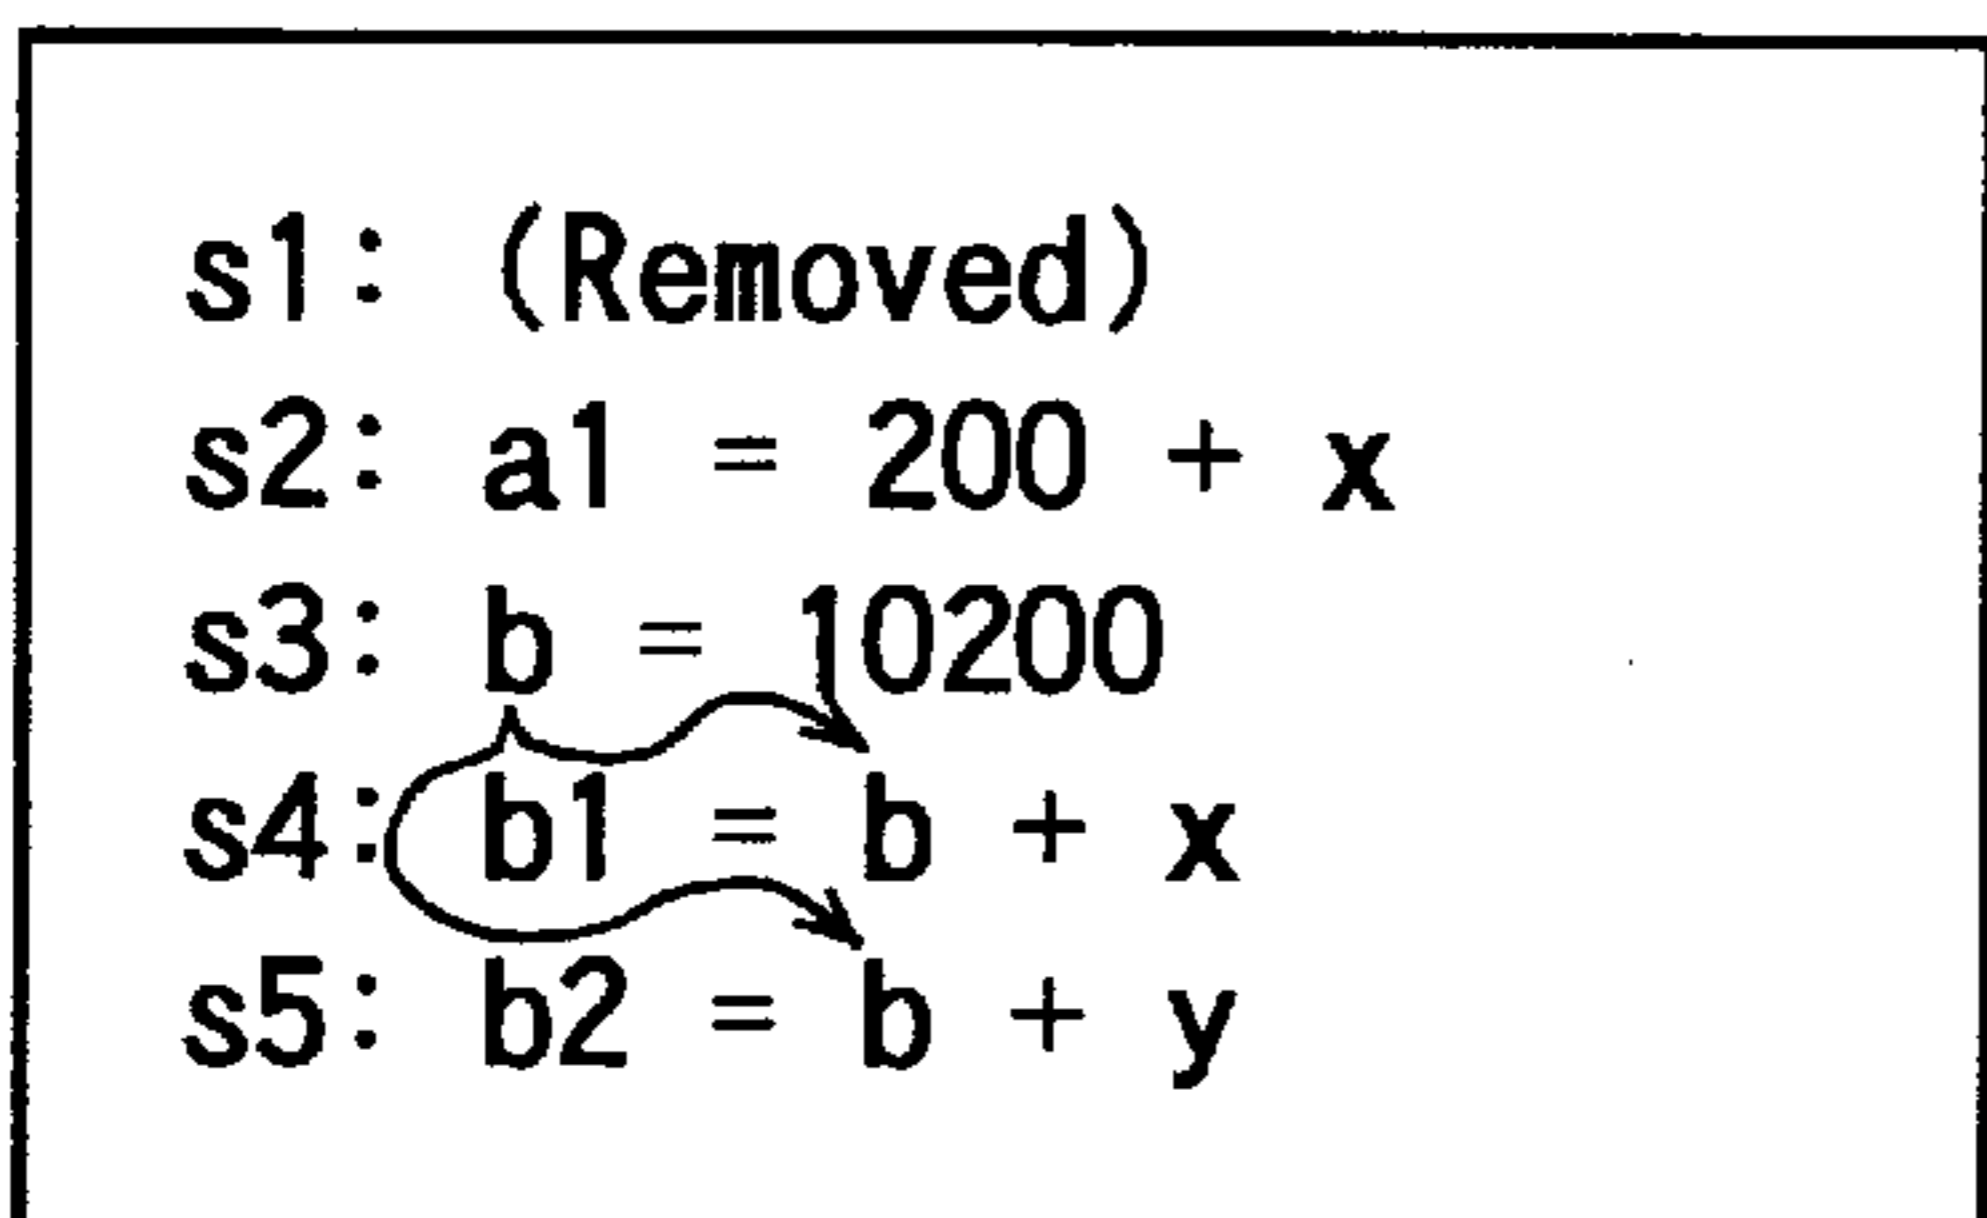 s1: (Removed)
s2: a1 = 200 + x
s3: b = 10200
s4: b1 = b + x
s5: b2 = b + y